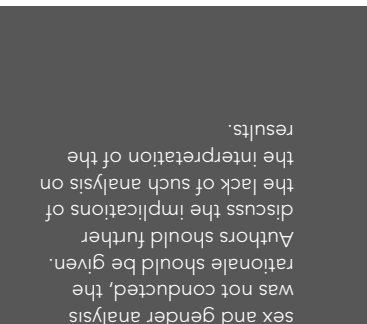 sex and gender analysis
was not conducted, the
rationale should be given.
Authors should further
discuss the implications of
the lack of such analysis on
the interpretation of the
results.